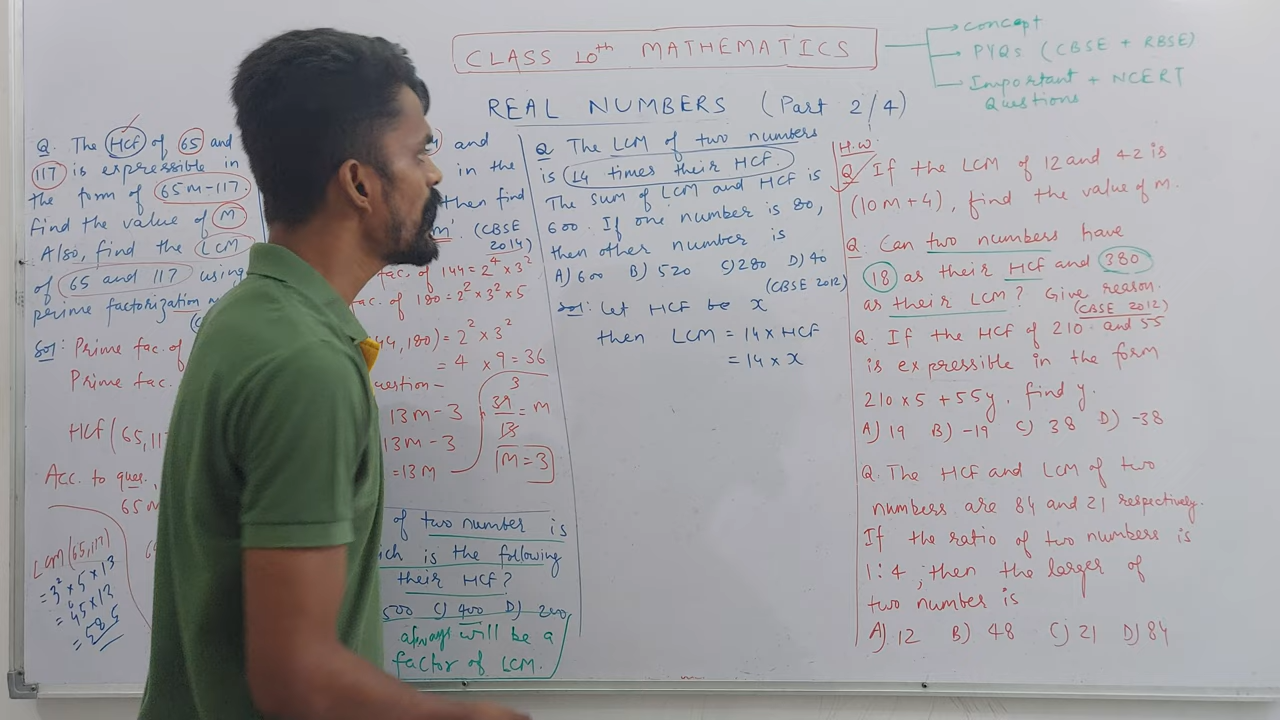 CLASS 10th MATHEMATICS
concept
PYQs (CBSE + RBSE)
Important + NCERT
Questions
REAL NUMBERS (Part 2/4)
Q. The HCF of 65 and
117 is expressible in
the form of 65m-117.
Find the value of M
Also, find the LCM
of 65 and 117 using
perime factorization
Sol: Prime fac. of
Prime fac.
HCF (65,11
Acc. to ques.
65m
LCM (65,117)
= 3² × 5 × 13
= 45 × 13
= 585
and
in the
then find
m'. (CBSE
2014)
fac. of 144 = 2⁴ × 3²
fac. of 180 = 2² × 3² × 5
44, 180) = 2² × 3²
= 4 × 9 = 36
uestion -
13m - 3
13m - 3
= 13m
3
39/13 = m
m = 3
of two number is
ich is the following
their HCF?
500 C) 400 D) 200
always will be a
factor of LCM.
Q The LCM of two numbers
is 14 times their HCF.
The sum of LCM and HCF is
600. If one number is 80,
then other number is
A) 600 B) 520 C) 280 D) 40
(CBSE 2012)
Sol: Let HCF be x
then LCM = 14 × HCF
= 14 × x
H.W.
Q If the LCM of 12 and 42 is
(10m+4), find the value of m.
Q. Can two numbers have
18 as their HCF and 380
as their LCM? Give reason.
(CBSE 2012)
Q. If the HCF of 210 and 55
is expressible in the form
210 × 5 + 55y, find y.
A) 19 B) -19 C) 38 D) -38
Q. The HCF and LCM of two
numbers are 84 and 21 respectively.
If the ratio of two numbers is
1:4, then the larger of
two number is
A) 12 B) 48 C) 21 D) 84